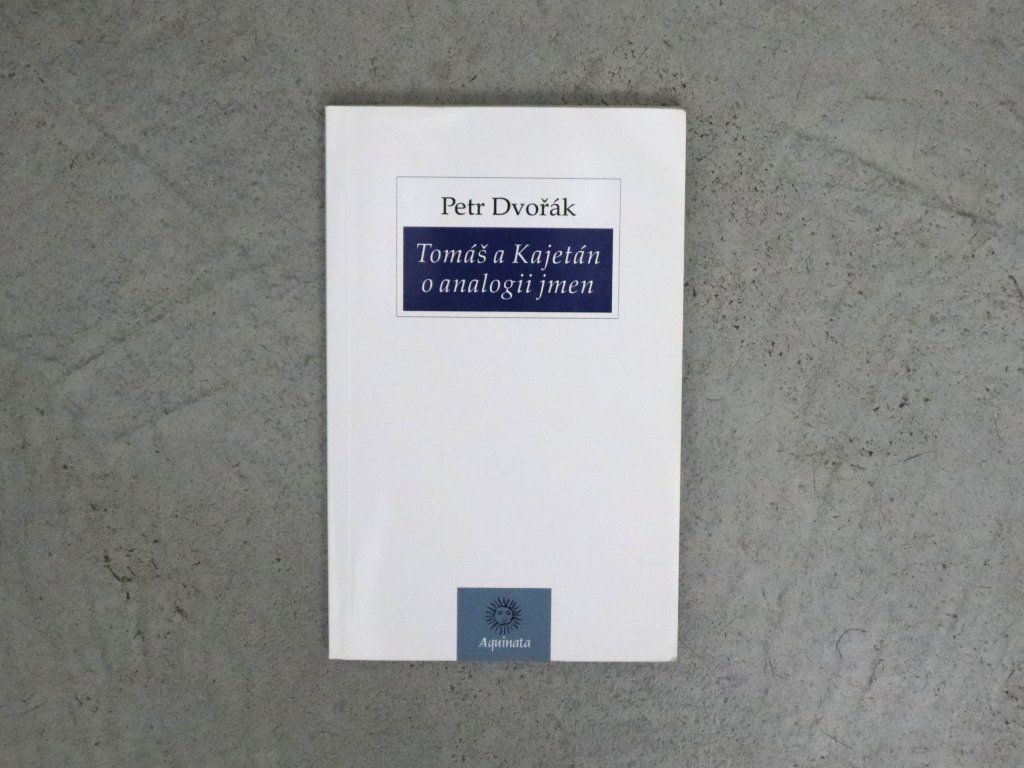 Petr Dvořák
Tomáš a Kajetán
o analogii jmen
Aquinata